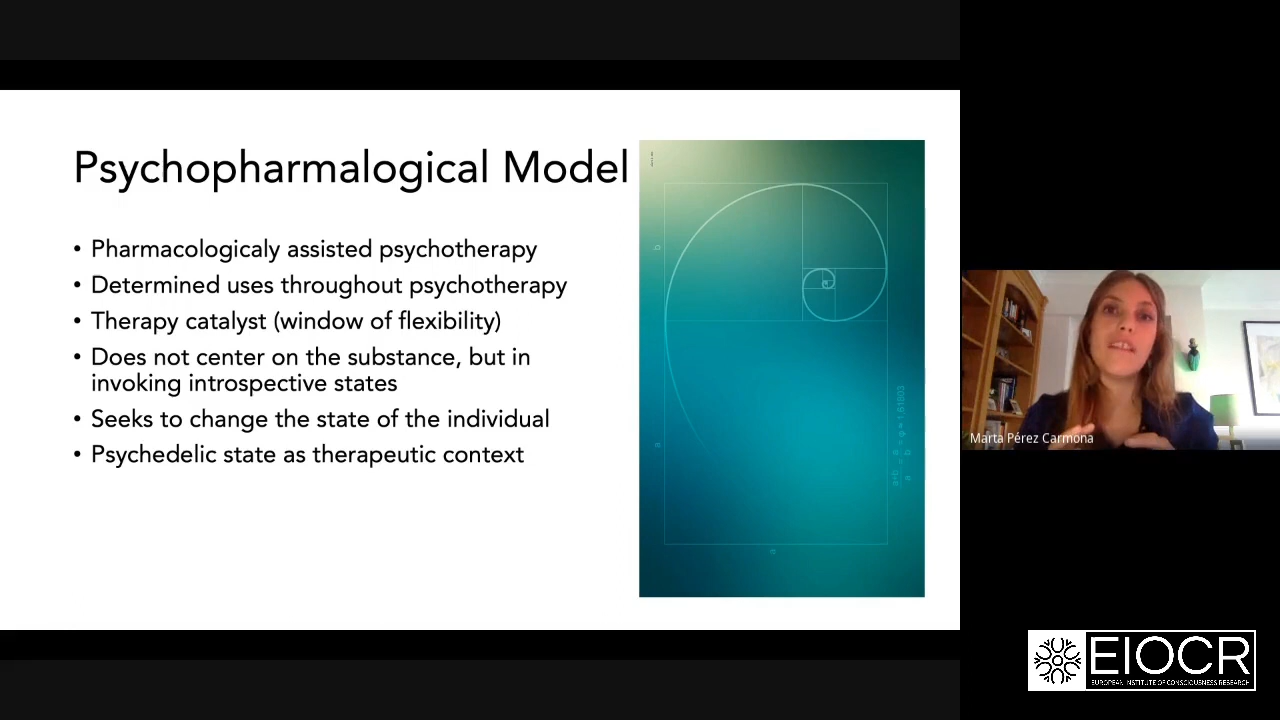 Psychopharmalogical Model
• Pharmacologicaly assisted psychotherapy
• Determined uses throughout psychotherapy
• Therapy catalyst (window of flexibility)
• Does not center on the substance, but in
invoking introspective states
• Seeks to change the state of the individual
• Psychedelic state as therapeutic context
b
a
a
a+b/a = a/b = φ ≈ 1,61803
Marta Pérez Carmona
EIOCR
EUROPEAN INSTITUTE OF CONSCIOUSNESS RESEARCH